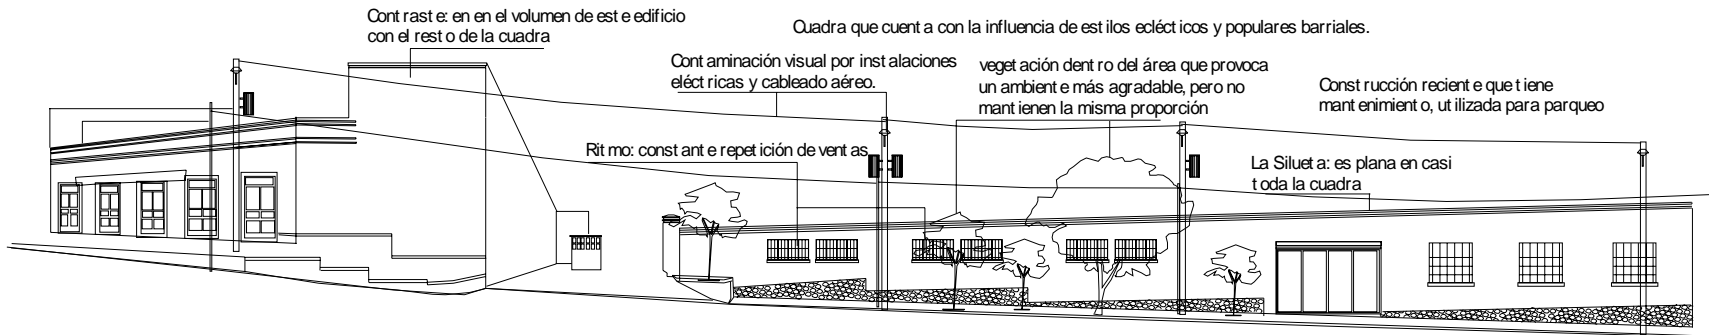 Contraste: en en el volumen de este edificio
con el resto de la cuadra
Cuadra que cuenta con la influencia de estilos eclécticos y populares barriales.
Contaminación visual por instalaciones
eléctricas y cableado aéreo.
vegetación dentro del área que provoca
un ambiente más agradable, pero no
mantienen la misma proporción
Construcción reciente que tiene
mantenimiento, utilizada para parqueo
Ritmo: constante repetición de ventas
La Silueta: es plana en casi
toda la cuadra